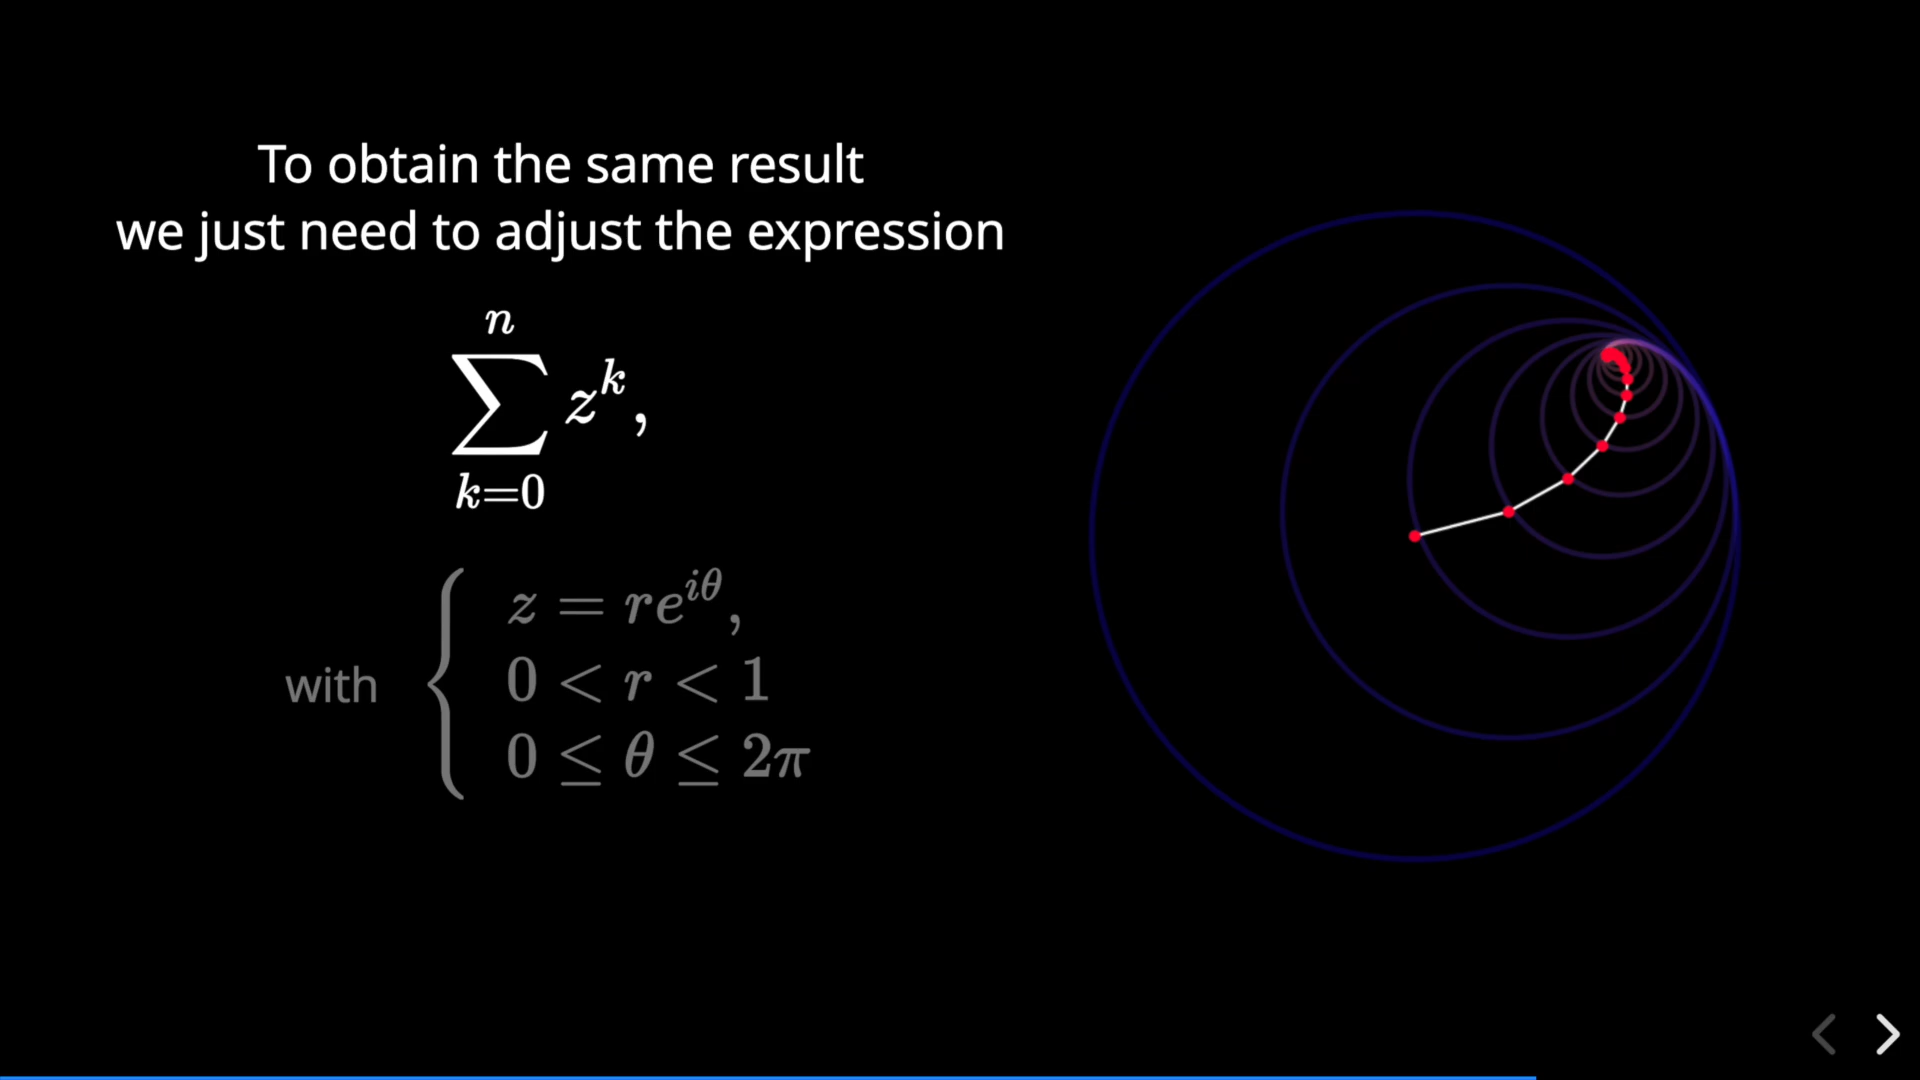 To obtain the same result
we just need to adjust the expression
n
∑ z^k,
k=0
z = re^{iθ},
with { 0 < r < 1
0 ≤ θ ≤ 2π